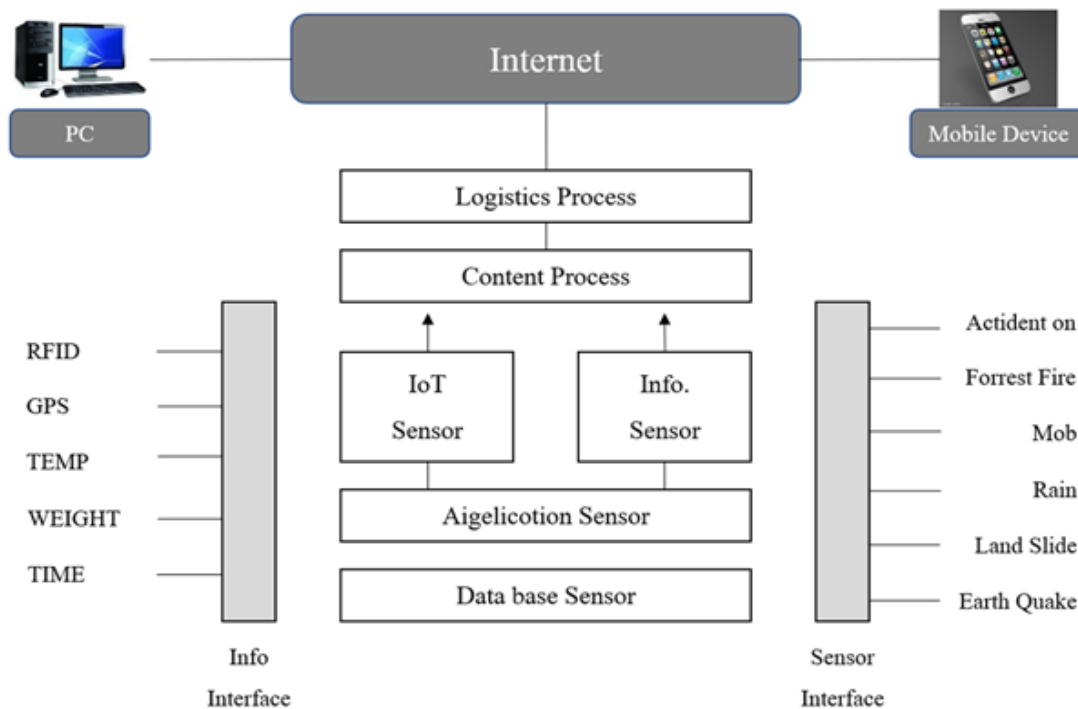 Internet
PC
Mobile Device
Logistics Process
Content Process
RFID
GPS
TEMP
WEIGHT
TIME
IoT
Sensor
Info.
Sensor
Aigelicotion Sensor
Data base Sensor
Actident on
Forrest Fire
Mob
Rain
Land Slide
Earth Quake
Info
Interface
Sensor
Interface